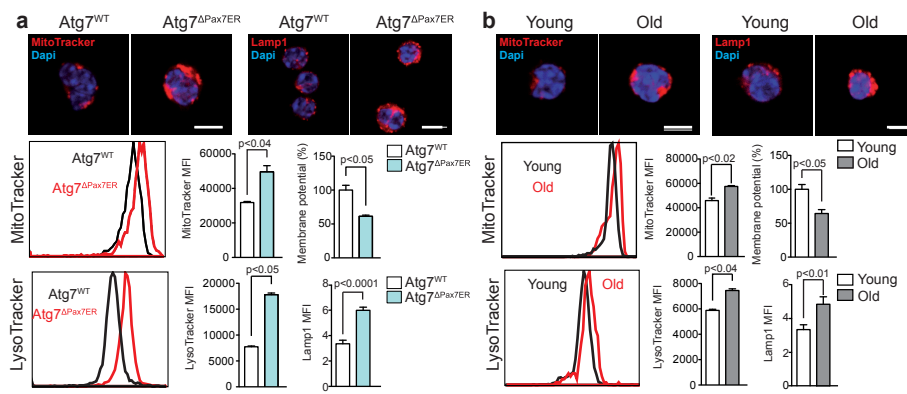 a
Atg7WT Atg7ΔPax7ER Atg7WT Atg7ΔPax7ER
MitoTracker
Dapi
Lamp1
Dapi
MitoTracker
Atg7WT
Atg7ΔPax7ER
MitoTracker MFI
60000
40000
20000
0
p<0.04
Membrane potential (%)
150
100
50
0
p<0.05
Atg7WT
Atg7ΔPax7ER
LysoTracker
Atg7WT
Atg7ΔPax7ER
LysoTracker MFI
20000
15000
10000
5000
0
p<0.05
Lamp1 MFI
8
6
4
2
0
p<0.0001
Atg7WT
Atg7ΔPax7ER
b
Young Old Young Old
MitoTracker
Dapi
Lamp1
Dapi
MitoTracker
Young
Old
MitoTracker MFI
80000
60000
40000
20000
0
p<0.02
Membrane potential (%)
150
100
50
0
p<0.05
Young
Old
LysoTracker
Young Old
LysoTracker MFI
8000
6000
4000
2000
0
p<0.04
Lamp1 MFI
6
4
2
0
p<0.01
Young
Old